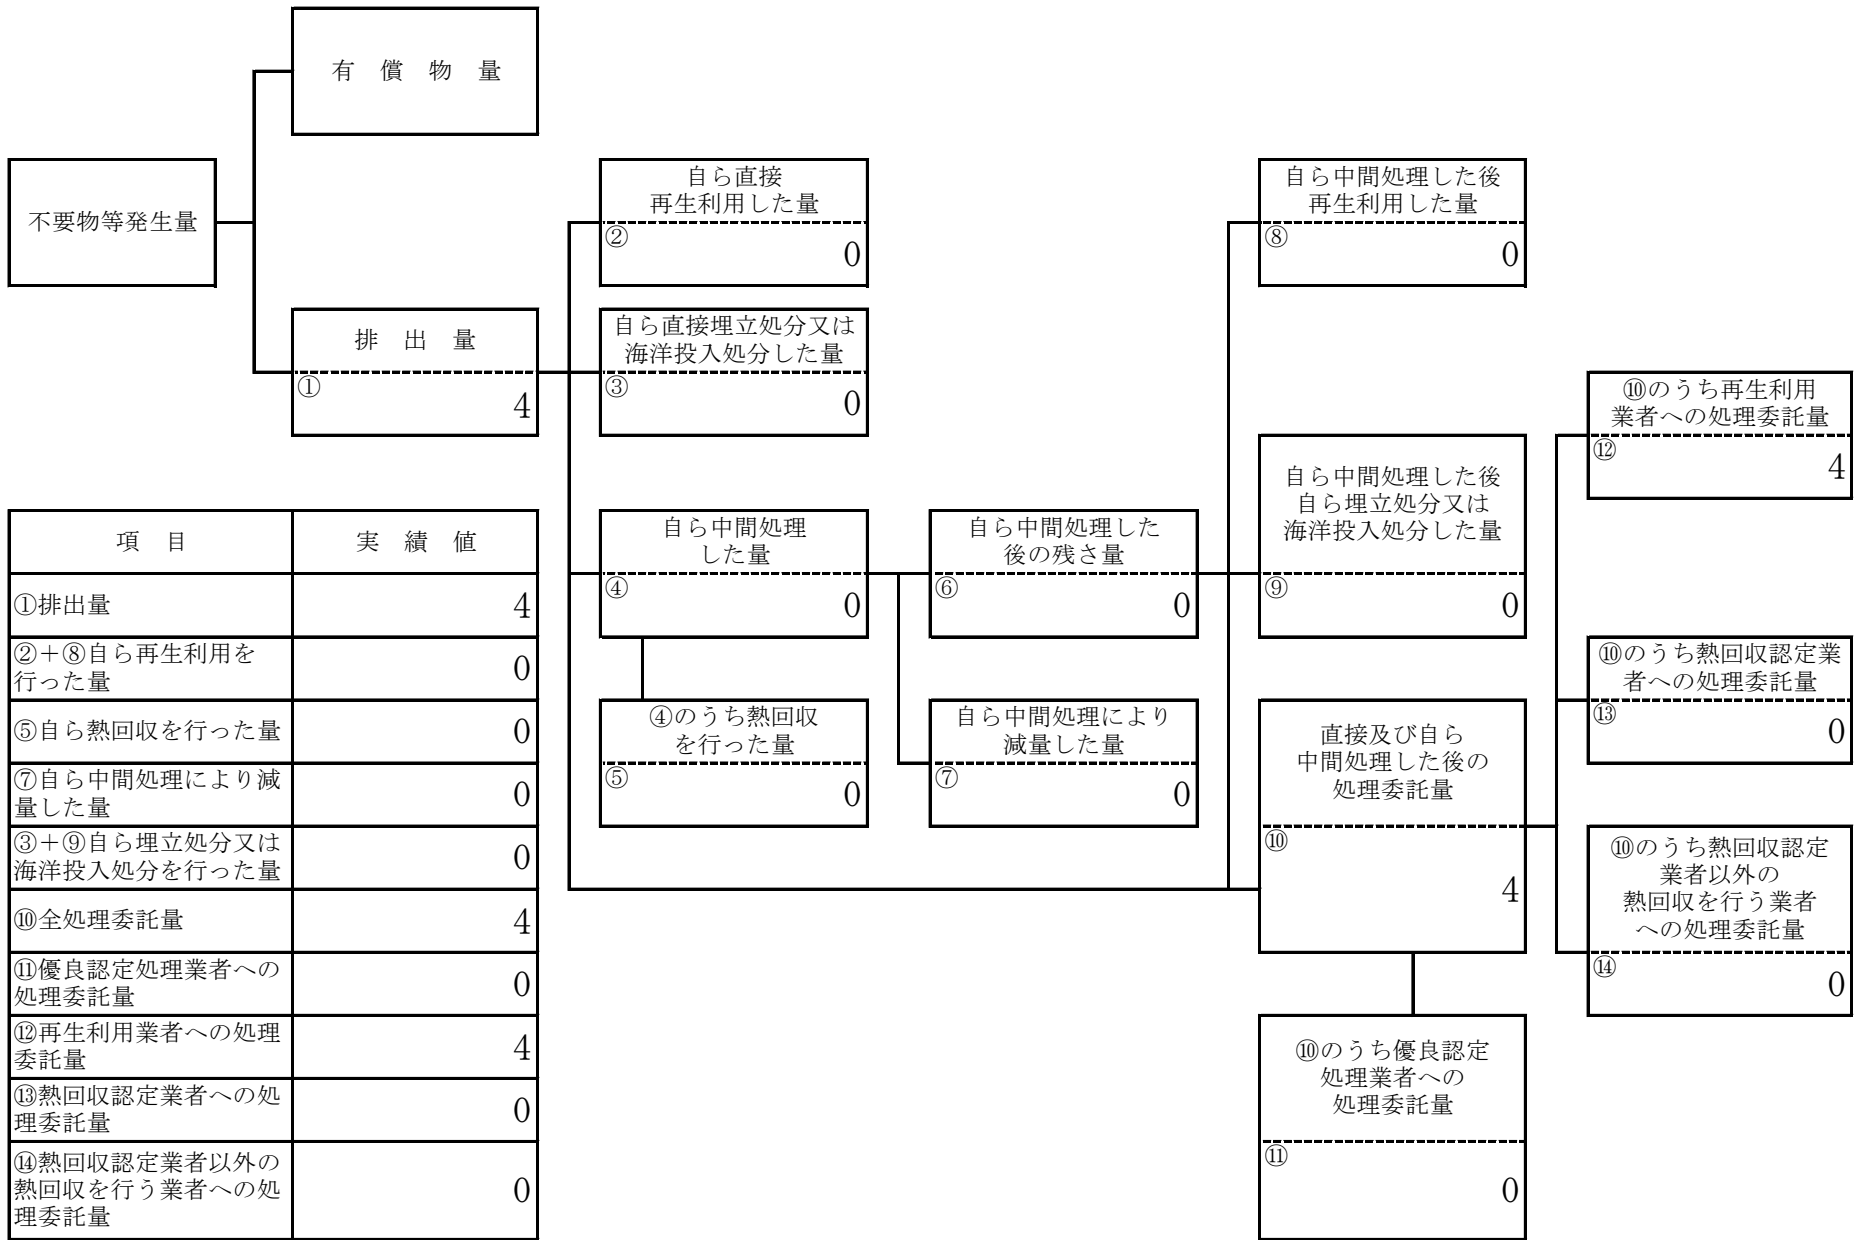 有 償 物 量
不要物等発生量
排 出 量
①
4
自ら直接
再生利用した量
②
0
自ら直接埋立処分又は
海洋投入処分した量
③
0
自ら中間処理
した量
④
0
④のうち熱回収
を行った量
⑤
0
自ら中間処理した
後の残さ量
⑥
0
自ら中間処理により
減量した量
⑦
0
自ら中間処理した後
再生利用した量
⑧
0
自ら中間処理した後
自ら埋立処分又は
海洋投入処分した量
⑨
0
直接及び自ら
中間処理した後の
処理委託量
⑩
4
⑩のうち優良認定
処理業者への
処理委託量
⑪
0
⑩のうち再生利用
業者への処理委託量
⑫
4
⑩のうち熱回収認定業
者への処理委託量
⑬
0
⑩のうち熱回収認定
業者以外の
熱回収を行う業者
への処理委託量
⑭
0
項 目 実 績 値
①排出量 4
②+⑧自ら再生利用を
行った量 0
⑤自ら熱回収を行った量 0
⑦自ら中間処理により減
量した量 0
③+⑨自ら埋立処分又は
海洋投入処分を行った量 0
⑩全処理委託量 4
⑪優良認定処理業者への
処理委託量 0
⑫再生利用業者への処理
委託量 4
⑬熱回収認定業者への処
理委託量 0
⑭熱回収認定業者以外の
熱回収を行う業者への処
理委託量 0